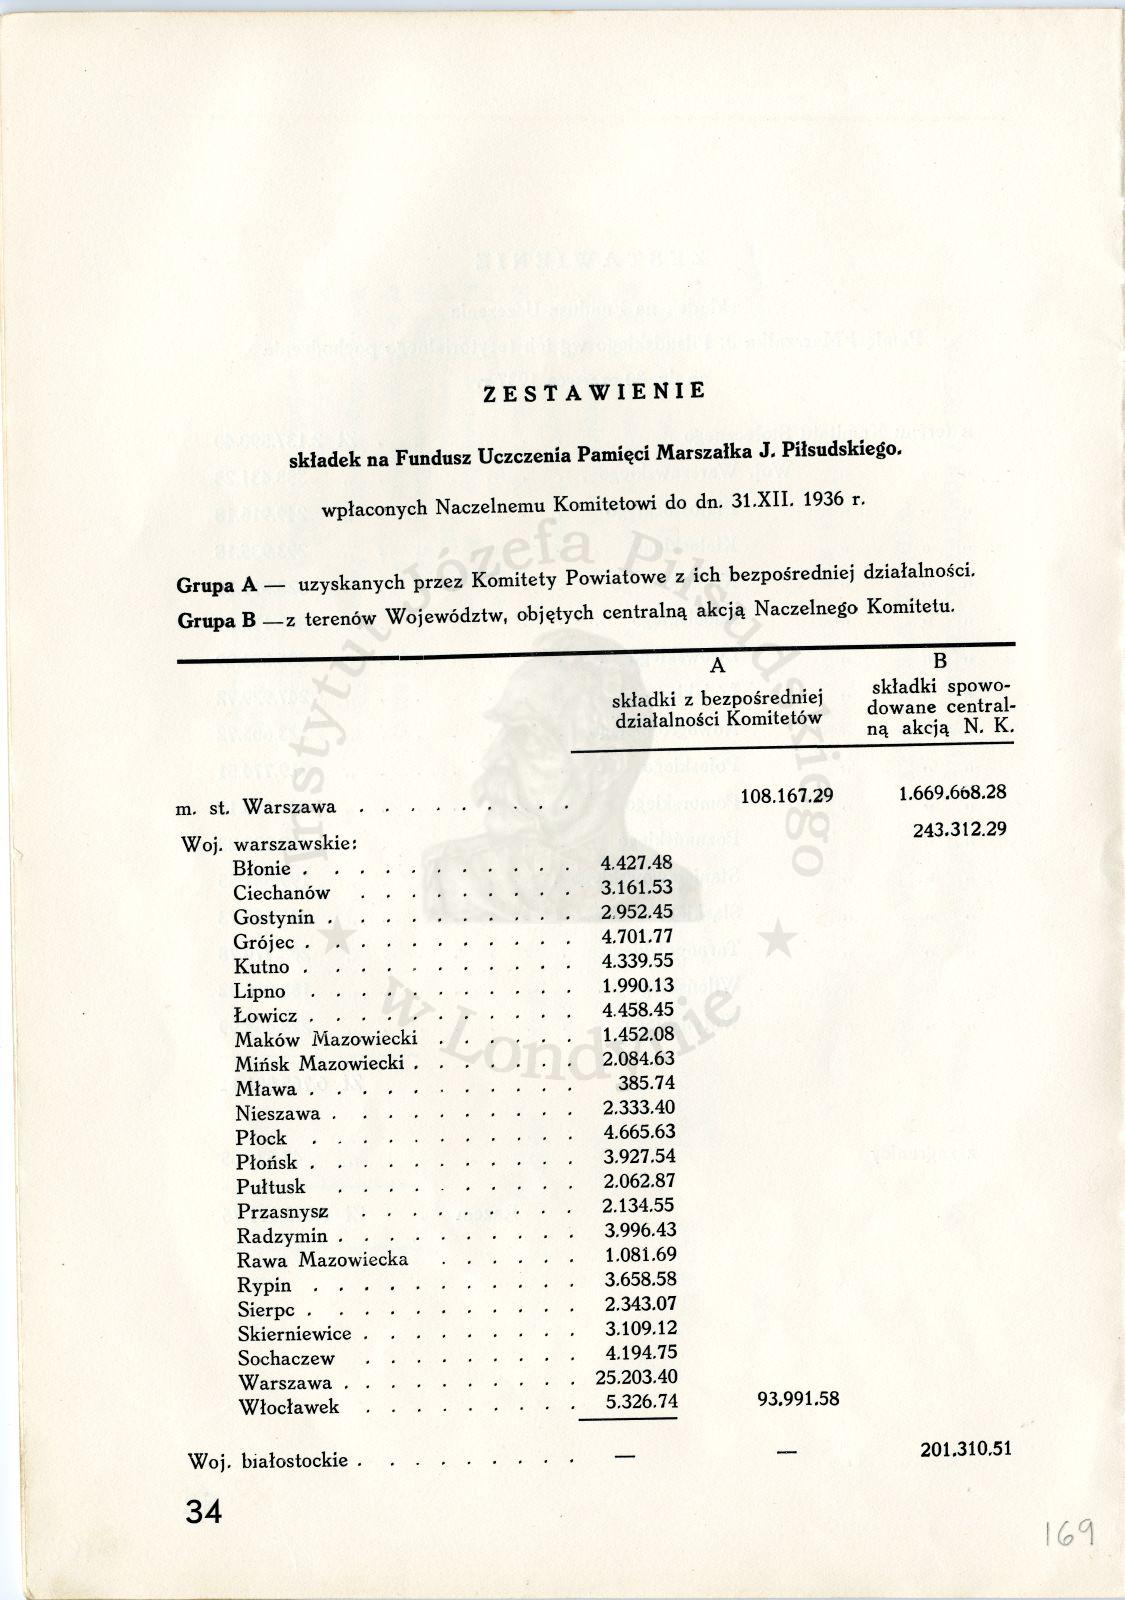 ZESTAWIENIE
składek na Fundusz Uczczenia Pamięci Marszałka J. Piłsudskiego.
wpłaconych Naczelnemu Komitetowi do dn. 31.XII. 1936 r.
Grupa A — uzyskanych przez Komitety Powiatowe z ich bezpośredniej działalności.
Grupa B — z terenów Województw, objętych centralną akcją Naczelnego Komitetu.
A
składki z bezpośredniej
działalności Komitetów
B
składki spowo-
dowane central-
ną akcją N. K.
m. st. Warszawa . . . . . . . . . 108.167.29 1.669.668.28
Woj. warszawskie: 243.312.29
Błonie . . . . . . . . . . . 4.427.48
Ciechanów . . . . . . . . . 3.161.53
Gostynin . . . . . . . . . . 2.952.45
Grójec . . . . . . . . . . . 4.701.77
Kutno . . . . . . . . . . . 4.339.55
Lipno . . . . . . . . . . . 1.990.13
Łowicz . . . . . . . . . . . 4.458.45
Maków Mazowiecki . . . . . . 1.452.08
Mińsk Mazowiecki . . . . . . . 2.084.63
Mława . . . . . . . . . . . 385.74
Nieszawa . . . . . . . . . . 2.333.40
Płock . . . . . . . . . . . 4.665.63
Płońsk . . . . . . . . . . . 3.927.54
Pułtusk . . . . . . . . . . 2.062.87
Przasnysz . . . . . . . . . 2.134.55
Radzymin . . . . . . . . . . 3.996.43
Rawa Mazowiecka . . . . . . 1.081.69
Rypin . . . . . . . . . . . 3.658.58
Sierpc . . . . . . . . . . . 2.343.07
Skierniewice . . . . . . . . . 3.109.12
Sochaczew . . . . . . . . . 4.194.75
Warszawa . . . . . . . . . . 25.203.40
Włocławek . . . . . . . . . 5.326.74 93.991.58
Woj. białostockie . . . . . . . . . — — 201.310.51
34
169
Instytut Józefa Piłsudskiego
w Londynie